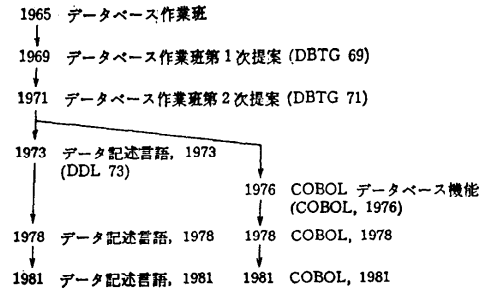 1965 データベース作業班
1969 データベース作業班第1次提案 (DBTG 69)
1971 データベース作業班第2次提案 (DBTG 71)
1973 データ記述言語, 1973
(DDL 73)
1976 COBOL データベース機能
(COBOL, 1976)
1978 データ記述言語, 1978
1978 COBOL, 1978
1981 データ記述言語, 1981
1981 COBOL, 1981